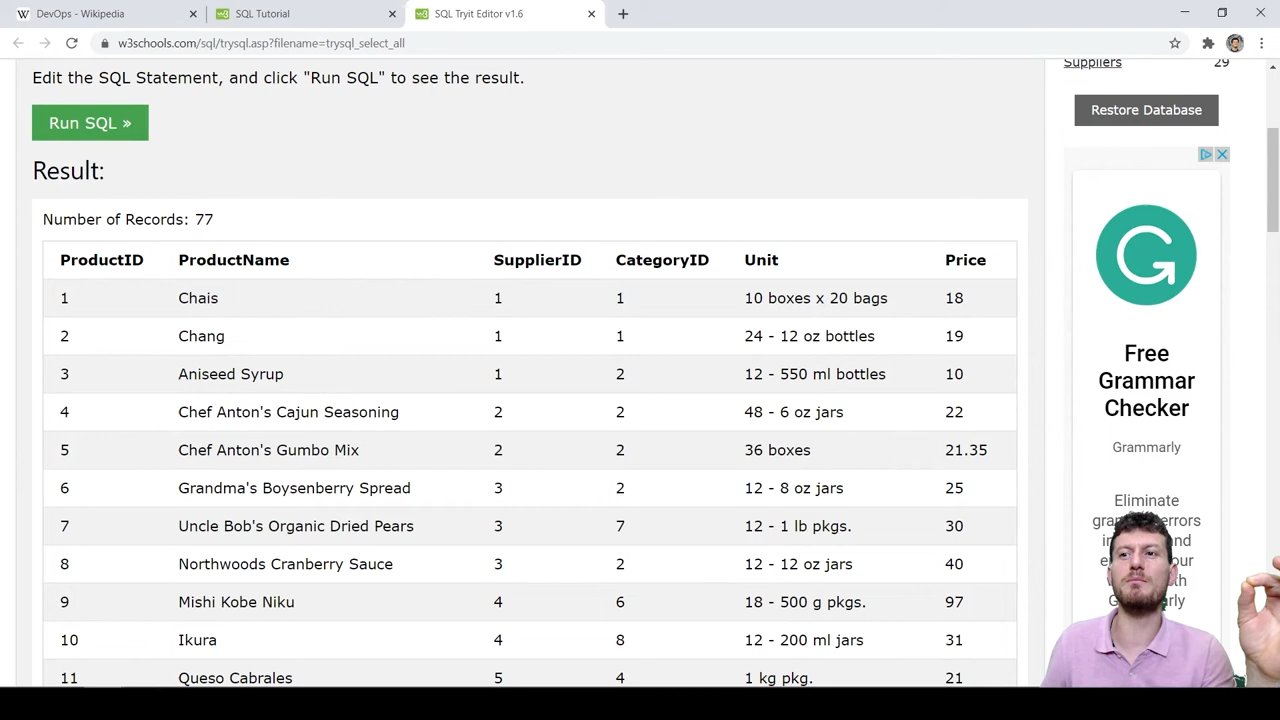 DevOps - Wikipedia
SQL Tutorial
SQL Tryit Editor v1.6
w3schools.com/sql/trysql.asp?filename=trysql_select_all
Edit the SQL Statement, and click "Run SQL" to see the result.
Run SQL »
Result:
Number of Records: 77
ProductID ProductName SupplierID CategoryID Unit Price
1 Chais 1 1 10 boxes x 20 bags 18
2 Chang 1 1 24 - 12 oz bottles 19
3 Aniseed Syrup 1 2 12 - 550 ml bottles 10
4 Chef Anton's Cajun Seasoning 2 2 48 - 6 oz jars 22
5 Chef Anton's Gumbo Mix 2 2 36 boxes 21.35
6 Grandma's Boysenberry Spread 3 2 12 - 8 oz jars 25
7 Uncle Bob's Organic Dried Pears 3 7 12 - 1 lb pkgs. 30
8 Northwoods Cranberry Sauce 3 2 12 - 12 oz jars 40
9 Mishi Kobe Niku 4 6 18 - 500 g pkgs. 97
10 Ikura 4 8 12 - 200 ml jars 31
11 Queso Cabrales 5 4 1 kg pkg. 21
Suppliers 29
Restore Database
G
Free
Grammar
Checker
Grammarly
Eliminate
errors